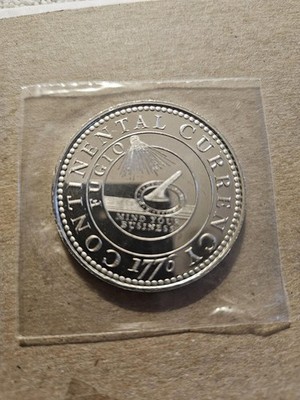 CONTINENTAL CURRENCY
1776
FUGIO
MIND YOUR
BUSINESS